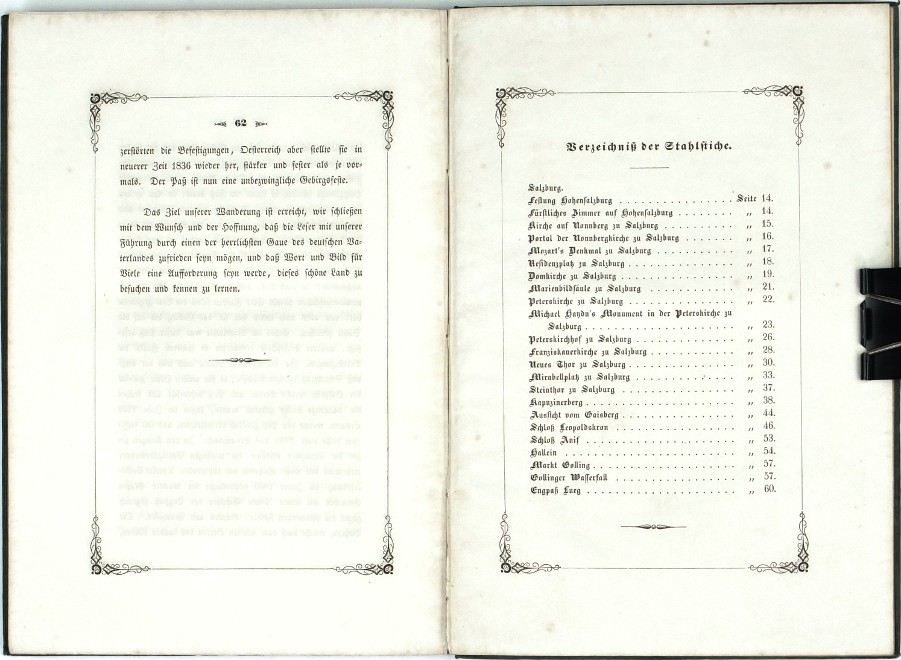 62
zerstörten die Befestigungen, Oesterreich aber stellte sie in
neuerer Zeit 1836 wieder her, stärker und fester als je vor-
mals. Der Paß ist nun eine unbezwingliche Gebirgsfeste.
Das Ziel unserer Wanderung ist erreicht, wir schließen
mit dem Wunsch und der Hoffnung, daß die Leser mit unserer
Führung durch einen der herrlichsten Gaue des deutschen Va-
terlandes zufrieden seyn mögen, und daß Wort und Bild für
Viele eine Aufforderung seyn werde, dieses schöne Land zu
besuchen und kennen zu lernen.
Verzeichniß der Stahlstiche.
Salzburg.
Festung Hohensalzburg . . . . . . . . . . . . . . . . Seite 14.
Fürstlichen Zimmer auf Hohensalzburg . . . . . . . . „ 14.
Kirche auf Nonnberg zu Salzburg . . . . . . . . . . „ 15.
Portal der Nonnbergkirche zu Salzburg . . . . . . . „ 16.
Mozart's Denkmal zu Salzburg . . . . . . . . . . . „ 17.
Residenzplatz zu Salzburg . . . . . . . . . . . . . . „ 18.
Domkirche zu Salzburg . . . . . . . . . . . . . . . „ 19.
Marienbildsäule zu Salzburg . . . . . . . . . . . . „ 21.
Peterskirche zu Salzburg . . . . . . . . . . . . . . „ 22.
Michael Haydn's Monument in der Peterskirche zu
Salzburg . . . . . . . . . . . . . . . . . . . „ 23.
Peterskirchhof zu Salzburg . . . . . . . . . . . . . „ 26.
Franziskanerkirche zu Salzburg . . . . . . . . . . . „ 28.
Neues Thor zu Salzburg . . . . . . . . . . . . . . „ 30.
Mirabellplatz zu Salzburg . . . . . . . . . . . . . „ 33.
Steinthor zu Salzburg . . . . . . . . . . . . . . . „ 37.
Kapuzinerberg . . . . . . . . . . . . . . . . . . . „ 38.
Aussicht vom Gaisberg . . . . . . . . . . . . . . . „ 44.
Schloß Leopoldskron . . . . . . . . . . . . . . . . „ 46.
Schloß Anif . . . . . . . . . . . . . . . . . . . . „ 53.
Hallein . . . . . . . . . . . . . . . . . . . . . . „ 54.
Markt Golling . . . . . . . . . . . . . . . . . . . „ 57.
Gollinger Wasserfall . . . . . . . . . . . . . . . . „ 57.
Engpaß Lueg . . . . . . . . . . . . . . . . . . . „ 60.